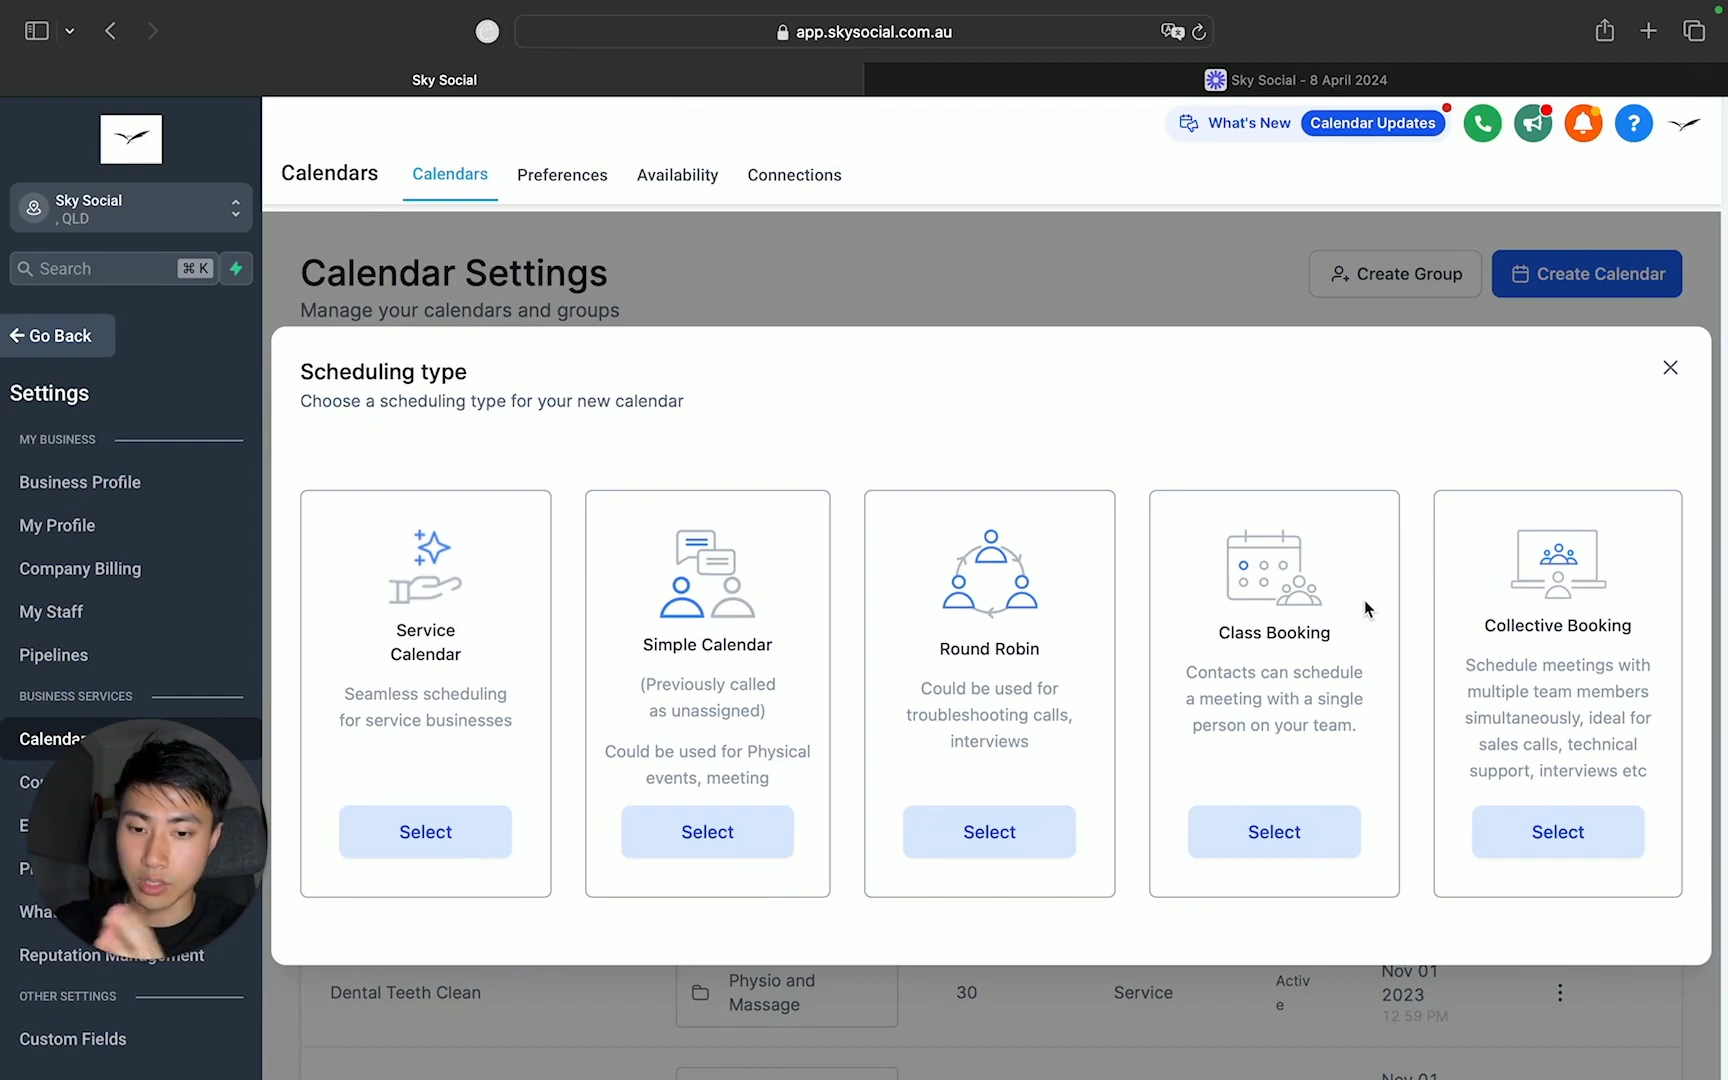 app.skysocial.com.au
Sky Social
Sky Social - 8 April 2024
What's New
Calendar Updates
?
Sky Social
, QLD
Search
⌘ K
Go Back
Settings
MY BUSINESS
Business Profile
My Profile
Company Billing
My Staff
Pipelines
BUSINESS SERVICES
Reputation
OTHER SETTINGS
Custom Fields
Calendars
Calendars
Preferences
Availability
Connections
Calendar Settings
Manage your calendars and groups
Create Group
Create Calendar
Scheduling type
Choose a scheduling type for your new calendar
Service
Calendar
Seamless scheduling
for service businesses
Select
Simple Calendar
(Previously called
as unassigned)
Could be used for Physical
events, meeting
Select
Round Robin
Could be used for
troubleshooting calls,
interviews
Select
Class Booking
Contacts can schedule
a meeting with a single
person on your team.
Select
Collective Booking
Schedule meetings with
multiple team members
simultaneously, ideal for
sales calls, technical
support, interviews etc
Select
Dental Teeth Clean
Physio and
Massage
30
Service
Activ
e
Nov 01
2023
12 59 PM